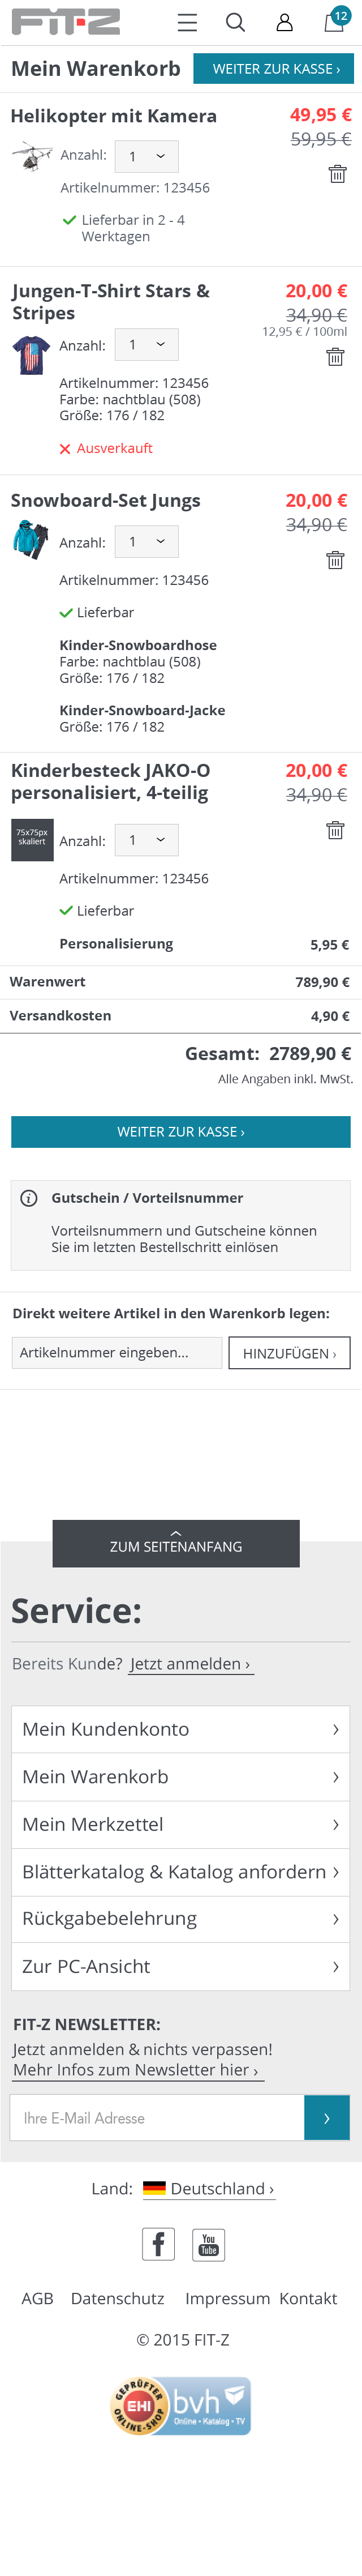 FIT-Z
12
Mein Warenkorb
WEITER ZUR KASSE ›
Helikopter mit Kamera
49,95 €
59,95 €
Anzahl: 1
Artikelnummer: 123456
Lieferbar in 2 - 4
Werktagen
Jungen-T-Shirt Stars &
Stripes
20,00 €
34,90 €
12,95 € / 100ml
Anzahl: 1
Artikelnummer: 123456
Farbe: nachtblau (508)
Größe: 176 / 182
Ausverkauft
Snowboard-Set Jungs
20,00 €
34,90 €
Anzahl: 1
Artikelnummer: 123456
Lieferbar
Kinder-Snowboardhose
Farbe: nachtblau (508)
Größe: 176 / 182
Kinder-Snowboard-Jacke
Größe: 176 / 182
Kinderbesteck JAKO-O
personalisiert, 4-teilig
20,00 €
34,90 €
75x75px
skaliert
Anzahl: 1
Artikelnummer: 123456
Lieferbar
Personalisierung 5,95 €
Warenwert 789,90 €
Versandkosten 4,90 €
Gesamt: 2789,90 €
Alle Angaben inkl. MwSt.
WEITER ZUR KASSE ›
Gutschein / Vorteilsnummer
Vorteilsnummern und Gutscheine können
Sie im letzten Bestellschritt einlösen
Direkt weitere Artikel in den Warenkorb legen:
Artikelnummer eingeben...
HINZUFÜGEN ›
ZUM SEITENANFANG
Service:
Bereits Kunde? Jetzt anmelden ›
Mein Kundenkonto
Mein Warenkorb
Mein Merkzettel
Blätterkatalog & Katalog anfordern
Rückgabebelehrung
Zur PC-Ansicht
FIT-Z NEWSLETTER:
Jetzt anmelden & nichts verpassen!
Mehr Infos zum Newsletter hier ›
Ihre E-Mail Adresse
Land: Deutschland ›
You
Tube
AGB Datenschutz Impressum Kontakt
© 2015 FIT-Z
GEPRÜFTER
EHI
ONLINE-SHOP
bvh
Online • Katalog • TV